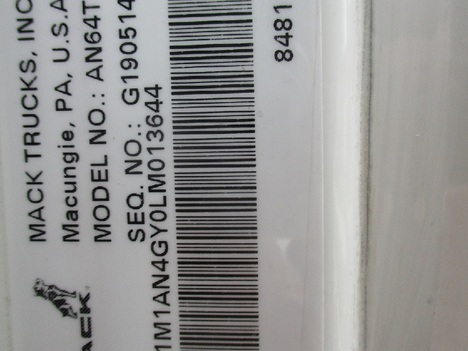 MACK TRUCKS, INC
Macungie, PA, U.S.A
MODEL NO.: AN64T
SEQ. NO.: G190514
1M1AN4GY0LM013644
8481